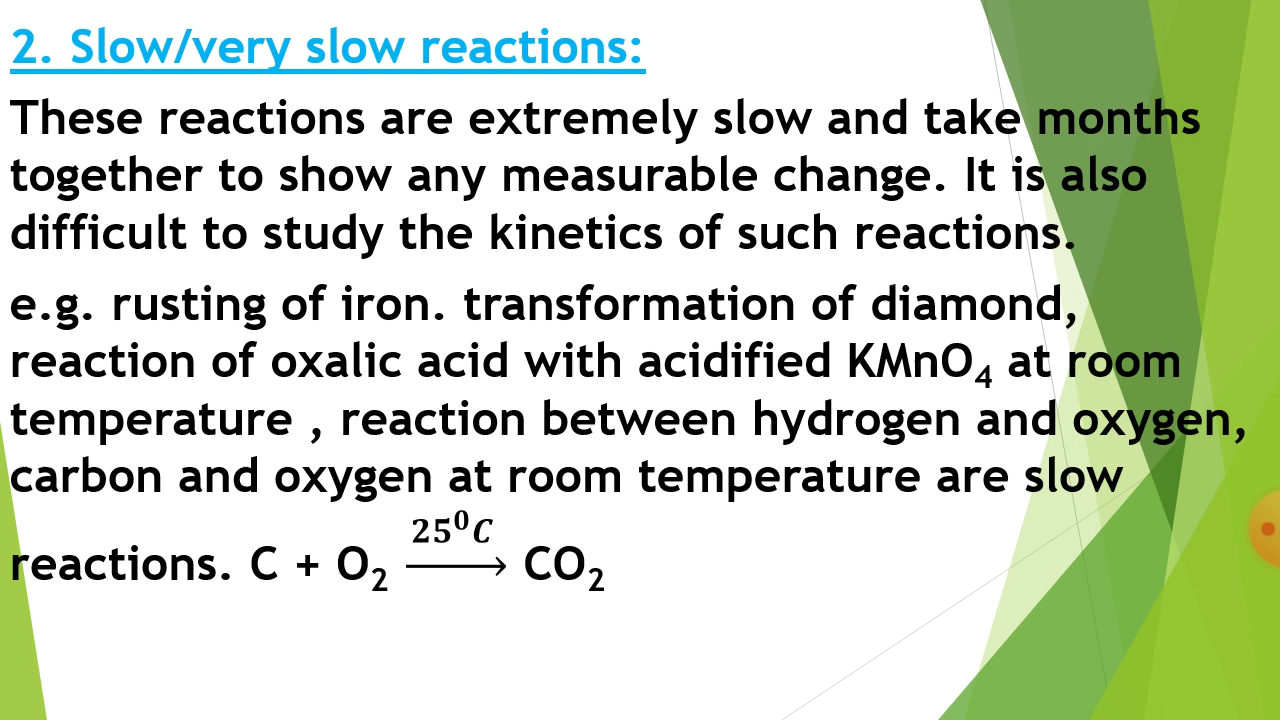 2. Slow/very slow reactions:
These reactions are extremely slow and take months
together to show any measurable change. It is also
difficult to study the kinetics of such reactions.
e.g. rusting of iron. transformation of diamond,
reaction of oxalic acid with acidified KMnO₄ at room
temperature , reaction between hydrogen and oxygen,
carbon and oxygen at room temperature are slow
25⁰C
reactions. C + O₂ ⟶ CO₂